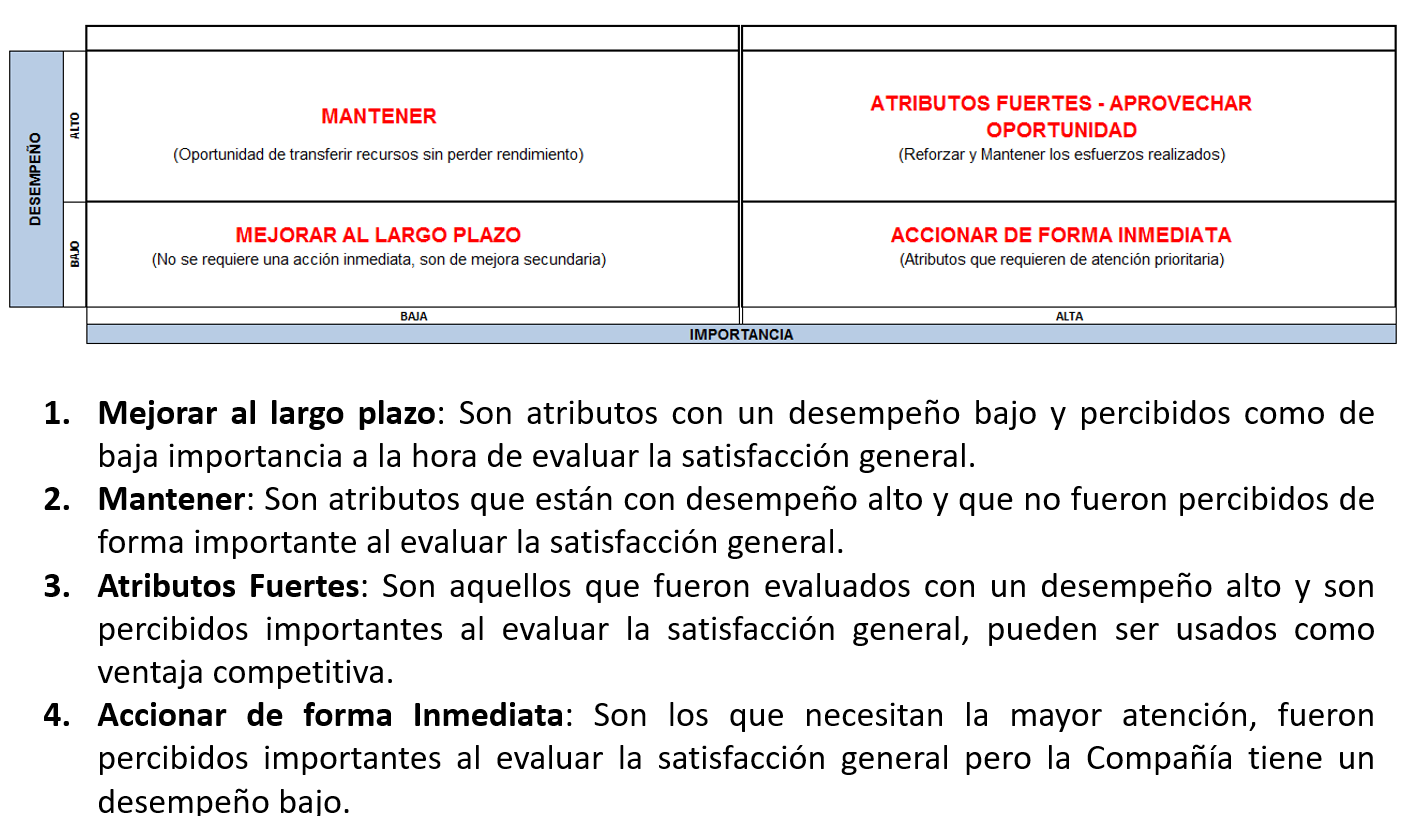 DESEMPEÑO
ALTO
MANTENER
(Oportunidad de transferir recursos sin perder rendimiento)
ATRIBUTOS FUERTES - APROVECHAR
OPORTUNIDAD
(Reforzar y Mantener los esfuerzos realizados)
BAJO
MEJORAR AL LARGO PLAZO
(No se requiere una acción inmediata, son de mejora secundaria)
ACCIONAR DE FORMA INMEDIATA
(Atributos que requieren de atención prioritaria)
BAJA
ALTA
IMPORTANCIA
1. Mejorar al largo plazo: Son atributos con un desempeño bajo y percibidos como de
baja importancia a la hora de evaluar la satisfacción general.
2. Mantener: Son atributos que están con desempeño alto y que no fueron percibidos de
forma importante al evaluar la satisfacción general.
3. Atributos Fuertes: Son aquellos que fueron evaluados con un desempeño alto y son
percibidos importantes al evaluar la satisfacción general, pueden ser usados como
ventaja competitiva.
4. Accionar de forma Inmediata: Son los que necesitan la mayor atención, fueron
percibidos importantes al evaluar la satisfacción general pero la Compañía tiene un
desempeño bajo.